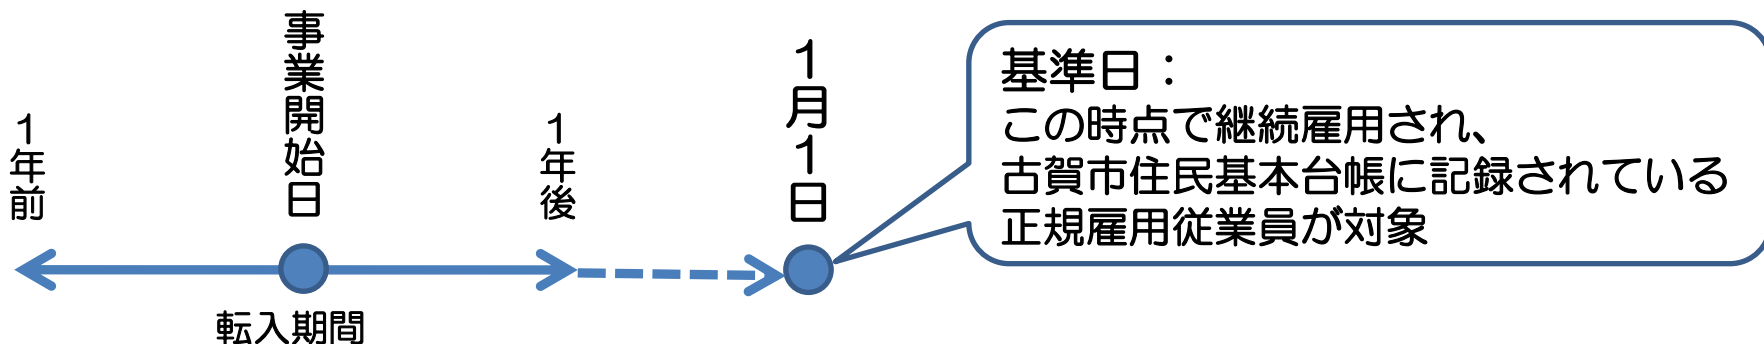 1年前
事業開始日
1年後
1月1日
転入期間
基準日：
この時点で継続雇用され、
古賀市住民基本台帳に記録されている
正規雇用従業員が対象